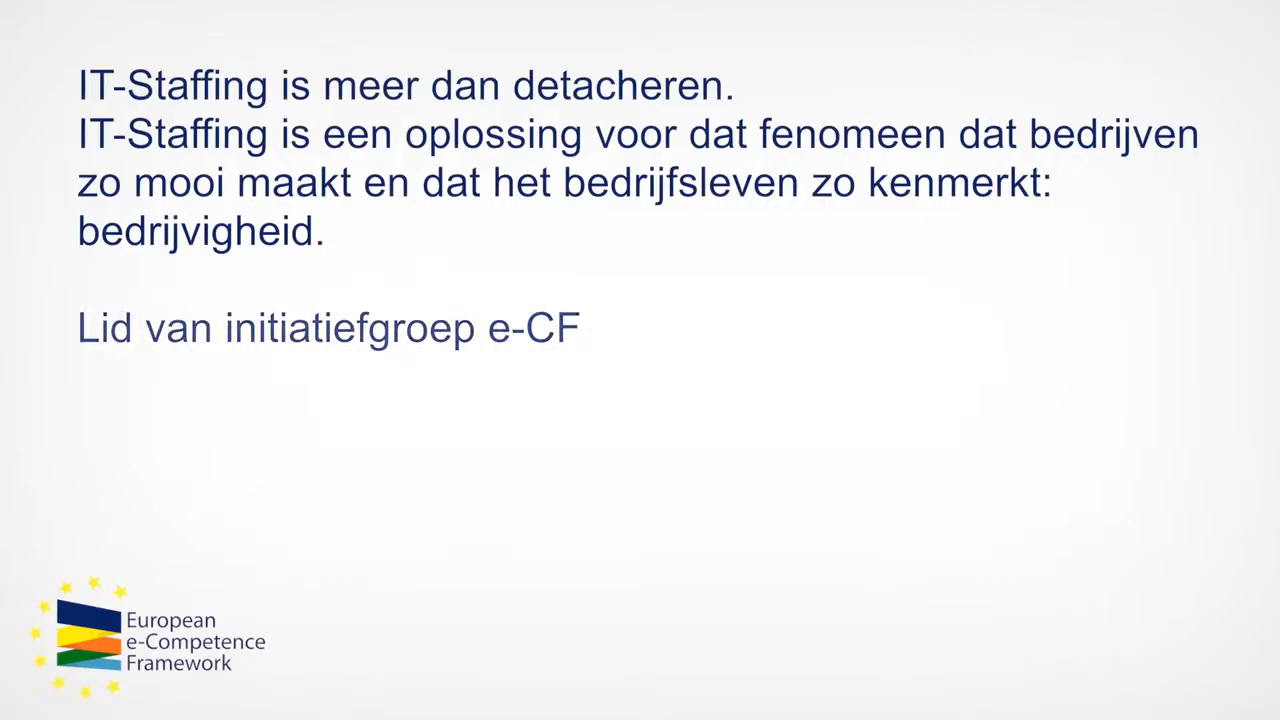 IT-Staffing is meer dan detacheren.
IT-Staffing is een oplossing voor dat fenomeen dat bedrijven
zo mooi maakt en dat het bedrijfsleven zo kenmerkt:
bedrijvigheid.
Lid van initiatiefgroep e-CF
European
e-Competence
Framework